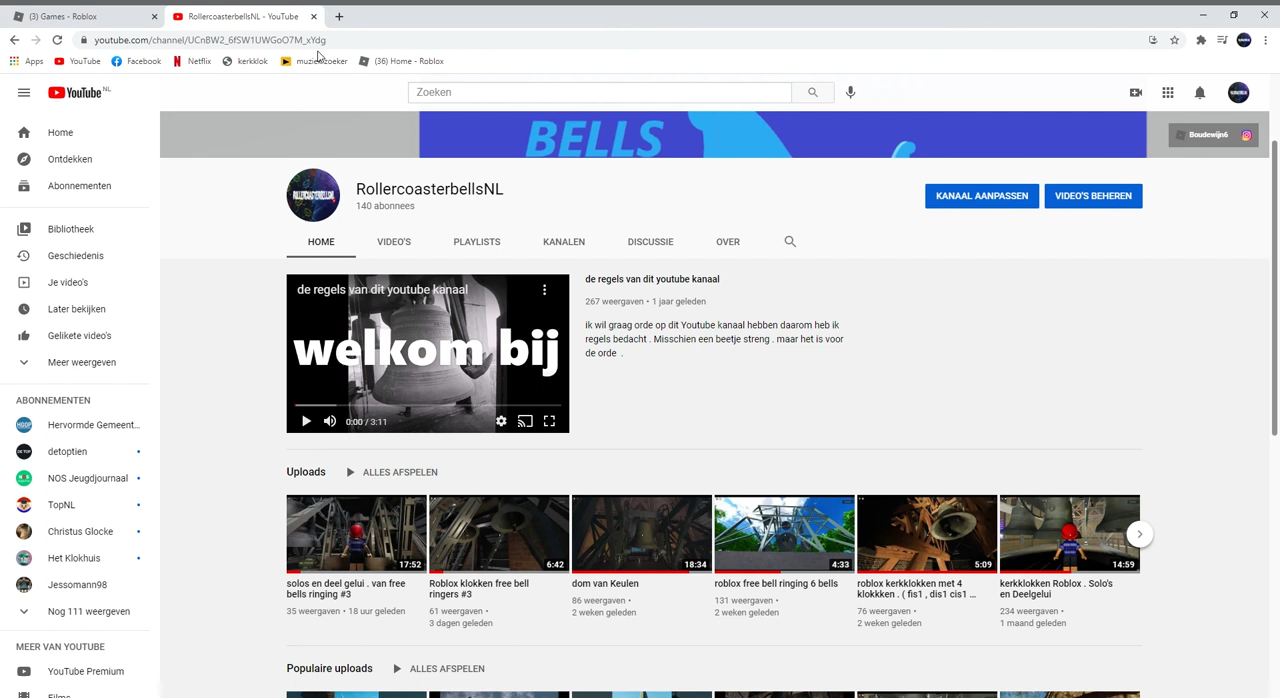 (3) Games - Roblox
RollercoasterbellsNL - YouTube
youtube.com/channel/UCnBW2_6fSW1UWGoO7M_xYdg
Apps YouTube Facebook Netflix kerkklok muziekzoeker (36) Home - Roblox
YouTube NL
Zoeken
BELLS
Boudewijn6
Home
Ontdekken
Abonnementen
Bibliotheek
Geschiedenis
Je video's
Later bekijken
Gelikete video's
Meer weergeven
ABONNEMENTEN
Hervormde Gemeent...
detoptien
NOS Jeugdjournaal
TopNL
Christus Glocke
Het Klokhuis
Jessomann98
Nog 111 weergeven
MEER VAN YOUTUBE
YouTube Premium
Films
ROLLERCOASTERBELLSNL
RollercoasterbellsNL
140 abonnees
KANAAL AANPASSEN
VIDEO'S BEHEREN
HOME VIDEO'S PLAYLISTS KANALEN DISCUSSIE OVER
de regels van dit youtube kanaal
welkom bij
0:00 / 3:11
de regels van dit youtube kanaal
267 weergaven • 1 jaar geleden
ik wil graag orde op dit Youtube kanaal hebben daarom heb ik
regels bedacht . Misschien een beetje streng . maar het is voor
de orde .
Uploads
ALLES AFSPELEN
17:52
solos en deel gelui . van free
bells ringing #3
35 weergaven • 18 uur geleden
6:42
Roblox klokken free bell
ringers #3
61 weergaven •
3 dagen geleden
18:34
dom van Keulen
86 weergaven •
2 weken geleden
4:33
roblox free bell ringing 6 bells
131 weergaven •
2 weken geleden
5:09
roblox kerkklokken met 4
klokkken . ( fis1 , dis1 cis1 ...
76 weergaven •
2 weken geleden
14:59
kerkklokken Roblox . Solo's
en Deelgelui
234 weergaven •
1 maand geleden
Populaire uploads
ALLES AFSPELEN